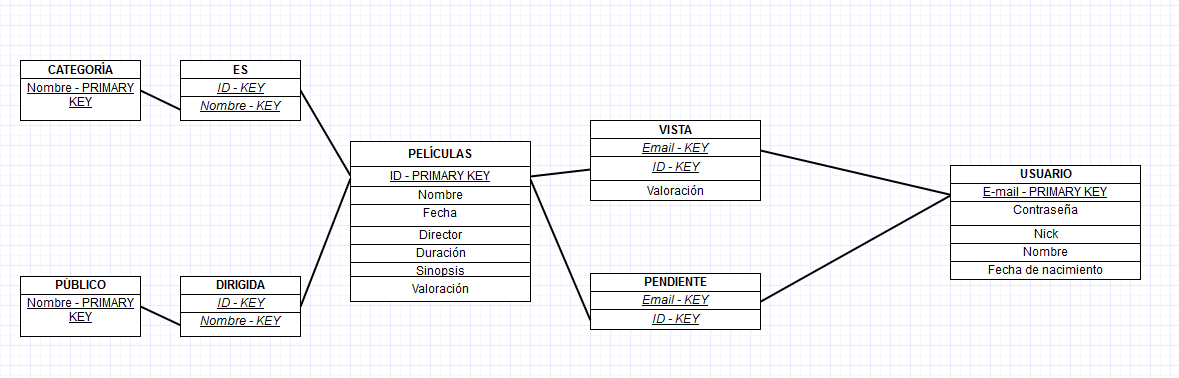 CATEGORÍA
Nombre - PRIMARY
KEY
ES
ID - KEY
Nombre - KEY
PELÍCULAS
ID - PRIMARY KEY
Nombre
Fecha
Director
Duración
Sinopsis
Valoración
PÚBLICO
Nombre - PRIMARY
KEY
DIRIGIDA
ID - KEY
Nombre - KEY
VISTA
Email - KEY
ID - KEY
Valoración
PENDIENTE
Email - KEY
ID - KEY
USUARIO
E-mail - PRIMARY KEY
Contraseña
Nick
Nombre
Fecha de nacimiento